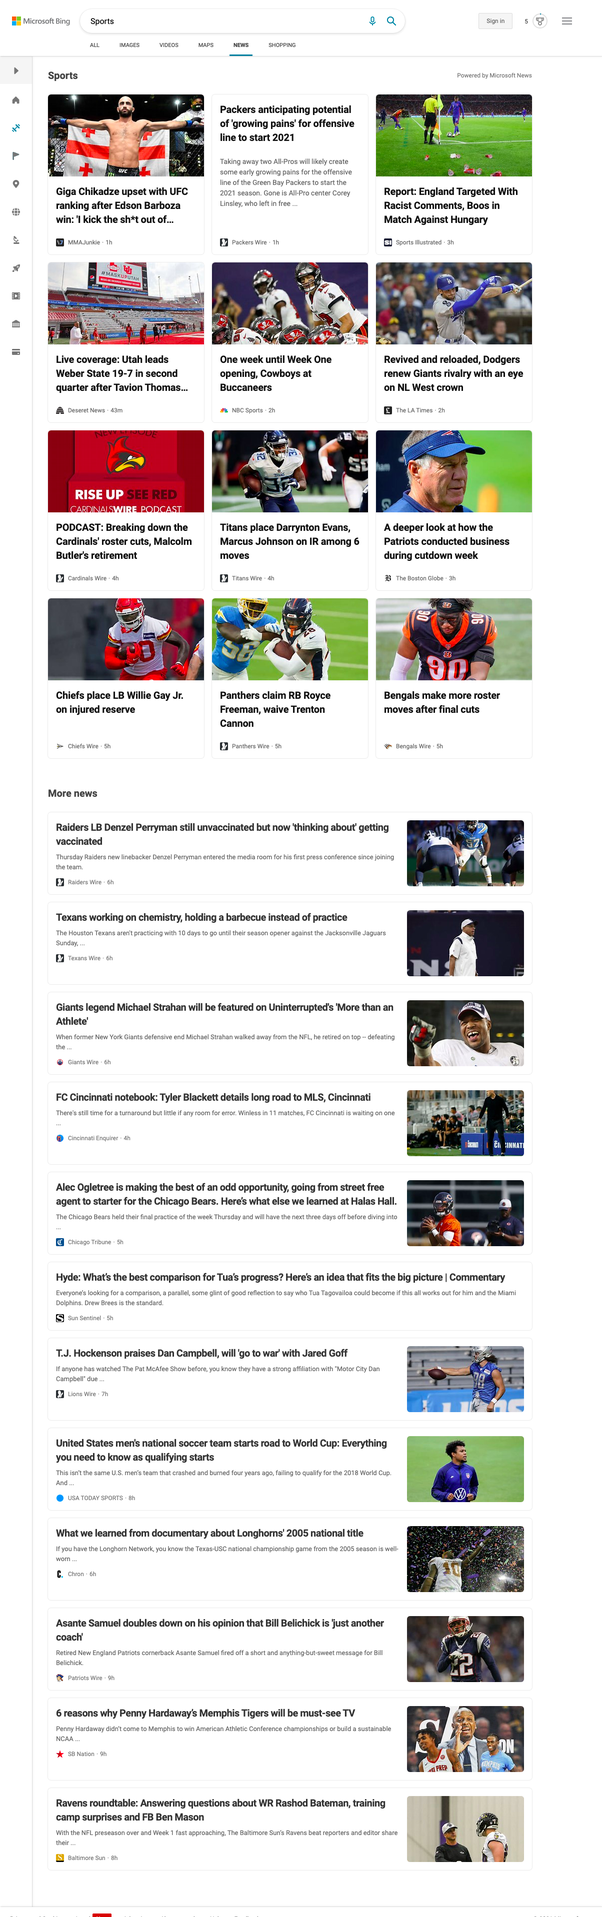 Microsoft Bing
Sports
Sign in
5
ALL
IMAGES
VIDEOS
MAPS
NEWS
SHOPPING
Sports
Powered by Microsoft News
Giga Chikadze upset with UFC
ranking after Edson Barboza
win: 'I kick the sh*t out of...
MMAJunkie · 1h
Packers anticipating potential
of 'growing pains' for offensive
line to start 2021
Taking away two All-Pros will likely create
some early growing pains for the offensive
line of the Green Bay Packers to start the
2021 season. Gone is All-Pro center Corey
Linsley, who left in free ...
Packers Wire · 1h
Report: England Targeted With
Racist Comments, Boos in
Match Against Hungary
Sports Illustrated · 3h
#MASKUPUTAH
Live coverage: Utah leads
Weber State 19-7 in second
quarter after Tavion Thomas...
Deseret News · 43m
One week until Week One
opening, Cowboys at
Buccaneers
NBC Sports · 2h
Revived and reloaded, Dodgers
renew Giants rivalry with an eye
on NL West crown
The LA Times · 2h
RISE UP SEE RED
CARDINALSWIRE PODCAST
PODCAST: Breaking down the
Cardinals' roster cuts, Malcolm
Butler's retirement
Cardinals Wire · 4h
32
Titans place Darrynton Evans,
Marcus Johnson on IR among 6
moves
Titans Wire · 4h
A deeper look at how the
Patriots conducted business
during cutdown week
The Boston Globe · 3h
Chiefs place LB Willie Gay Jr.
on injured reserve
Chiefs Wire · 5h
56
Panthers claim RB Royce
Freeman, waive Trenton
Cannon
Panthers Wire · 5h
90
Bengals make more roster
moves after final cuts
Bengals Wire · 5h
More news
Raiders LB Denzel Perryman still unvaccinated but now 'thinking about' getting
vaccinated
Thursday Raiders new linebacker Denzel Perryman entered the media room for his first press conference since joining
the team.
Raiders Wire · 6h
Texans working on chemistry, holding a barbecue instead of practice
The Houston Texans aren't practicing with 10 days to go until their season opener against the Jacksonville Jaguars
Sunday, ...
Texans Wire · 6h
Giants legend Michael Strahan will be featured on Uninterrupted's 'More than an
Athlete'
When former New York Giants defensive end Michael Strahan walked away from the NFL, he retired on top – defeating
the ...
Giants Wire · 6h
FC Cincinnati notebook: Tyler Blackett details long road to MLS, Cincinnati
There's still time for a turnaround but little if any room for error. Winless in 11 matches, FC Cincinnati is waiting on one
...
Cincinnati Enquirer · 4h
Alec Ogletree is making the best of an odd opportunity, going from street free
agent to starter for the Chicago Bears. Here's what else we learned at Halas Hall.
The Chicago Bears held their final practice of the week Thursday and will have the next three days off before diving into
...
Chicago Tribune · 5h
Hyde: What's the best comparison for Tua's progress? Here's an idea that fits the big picture | Commentary
Everyone's looking for a comparison, a parallel, some glint of good reflection to say who Tua Tagovailoa could become if this all works out for him and the Miami
Dolphins. Drew Brees is the standard.
Sun Sentinel · 5h
T.J. Hockenson praises Dan Campbell, will 'go to war' with Jared Goff
If anyone has watched The Pat McAfee Show before, you know they have a strong affiliation with "Motor City Dan
Campbell" due ...
Lions Wire · 7h
United States men's national soccer team starts road to World Cup: Everything
you need to know as qualifying starts
This isn't the same U.S. men's team that crashed and burned four years ago, failing to qualify for the 2018 World Cup.
And ...
USA TODAY SPORTS · 8h
What we learned from documentary about Longhorns' 2005 national title
If you have the Longhorn Network, you know the Texas-USC national championship game from the 2005 season is well-
worn ...
Chron · 6h
10
Asante Samuel doubles down on his opinion that Bill Belichick is 'just another
coach'
Retired New England Patriots cornerback Asante Samuel fired off a short and anything-but-sweet message for Bill
Belichick.
Patriots Wire · 9h
22
6 reasons why Penny Hardaway's Memphis Tigers will be must-see TV
Penny Hardaway didn't come to Memphis to win American Athletic Conference championships or build a sustainable
NCAA ...
SB Nation · 9h
Ravens roundtable: Answering questions about WR Rashod Bateman, training
camp surprises and FB Ben Mason
With the NFL preseason over and Week 1 fast approaching, The Baltimore Sun's Ravens beat reporters and editor share
their ...
Baltimore Sun · 8h